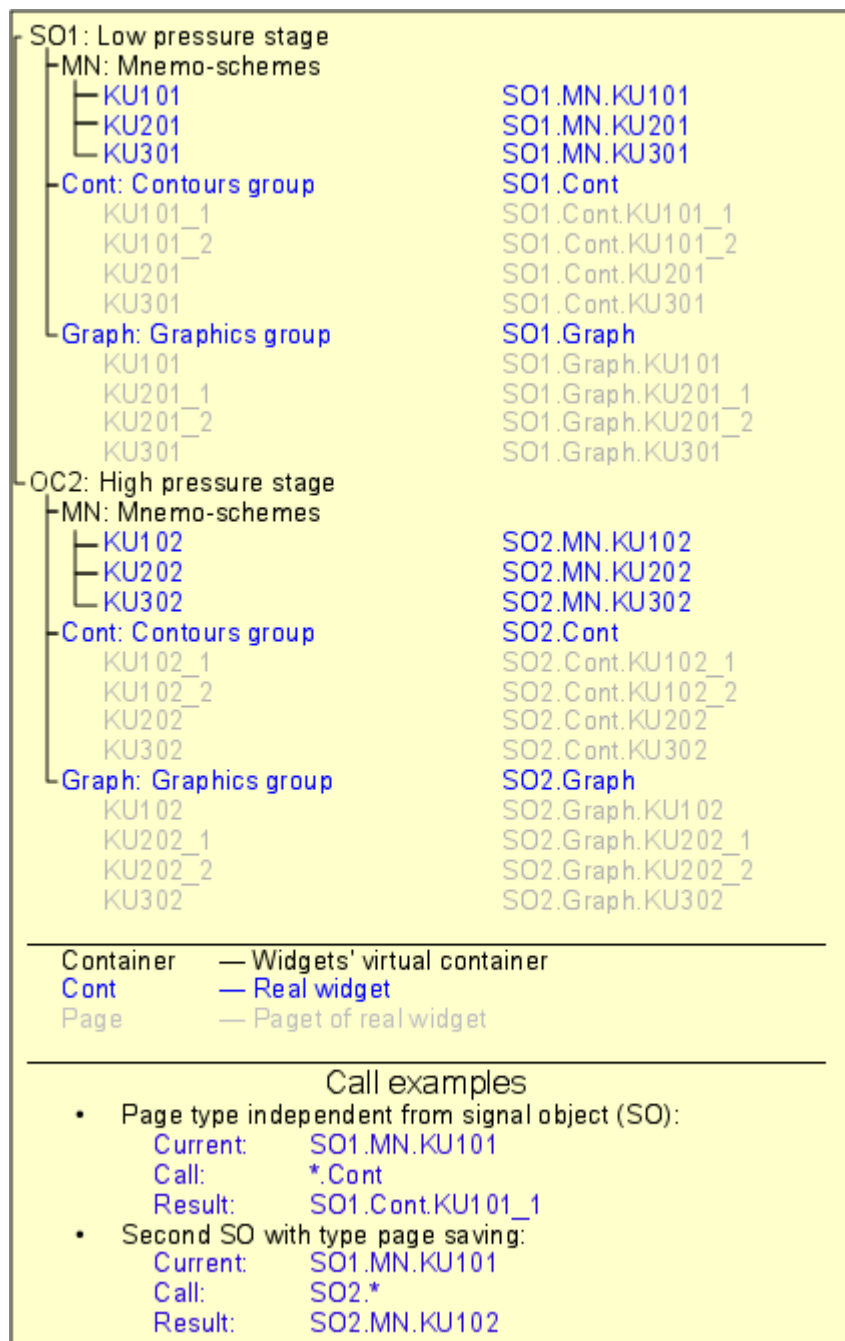 SO1: Low pressure stage
MN: Mnemo-schemes
KU101 SO1.MN.KU101
KU201 SO1.MN.KU201
KU301 SO1.MN.KU301
Cont: Contours group SO1.Cont
KU101_1 SO1.Cont.KU101_1
KU101_2 SO1.Cont.KU101_2
KU201 SO1.Cont.KU201
KU301 SO1.Cont.KU301
Graph: Graphics group SO1.Graph
KU101 SO1.Graph.KU101
KU201_1 SO1.Graph.KU201_1
KU201_2 SO1.Graph.KU201_2
KU301 SO1.Graph.KU301
OC2: High pressure stage
MN: Mnemo-schemes
KU102 SO2.MN.KU102
KU202 SO2.MN.KU202
KU302 SO2.MN.KU302
Cont: Contours group SO2.Cont
KU102_1 SO2.Cont.KU102_1
KU102_2 SO2.Cont.KU102_2
KU202 SO2.Cont.KU202
KU302 SO2.Cont.KU302
Graph: Graphics group SO2.Graph
KU102 SO2.Graph.KU102
KU202_1 SO2.Graph.KU202_1
KU202_2 SO2.Graph.KU202_2
KU302 SO2.Graph.KU302
Container — Widgets' virtual container
Cont — Real widget
Page — Paget of real widget
Call examples
• Page type independent from signal object (SO):
Current: SO1.MN.KU101
Call: *.Cont
Result: SO1.Cont.KU101_1
• Second SO with type page saving:
Current: SO1.MN.KU101
Call: SO2.*
Result: SO2.MN.KU102